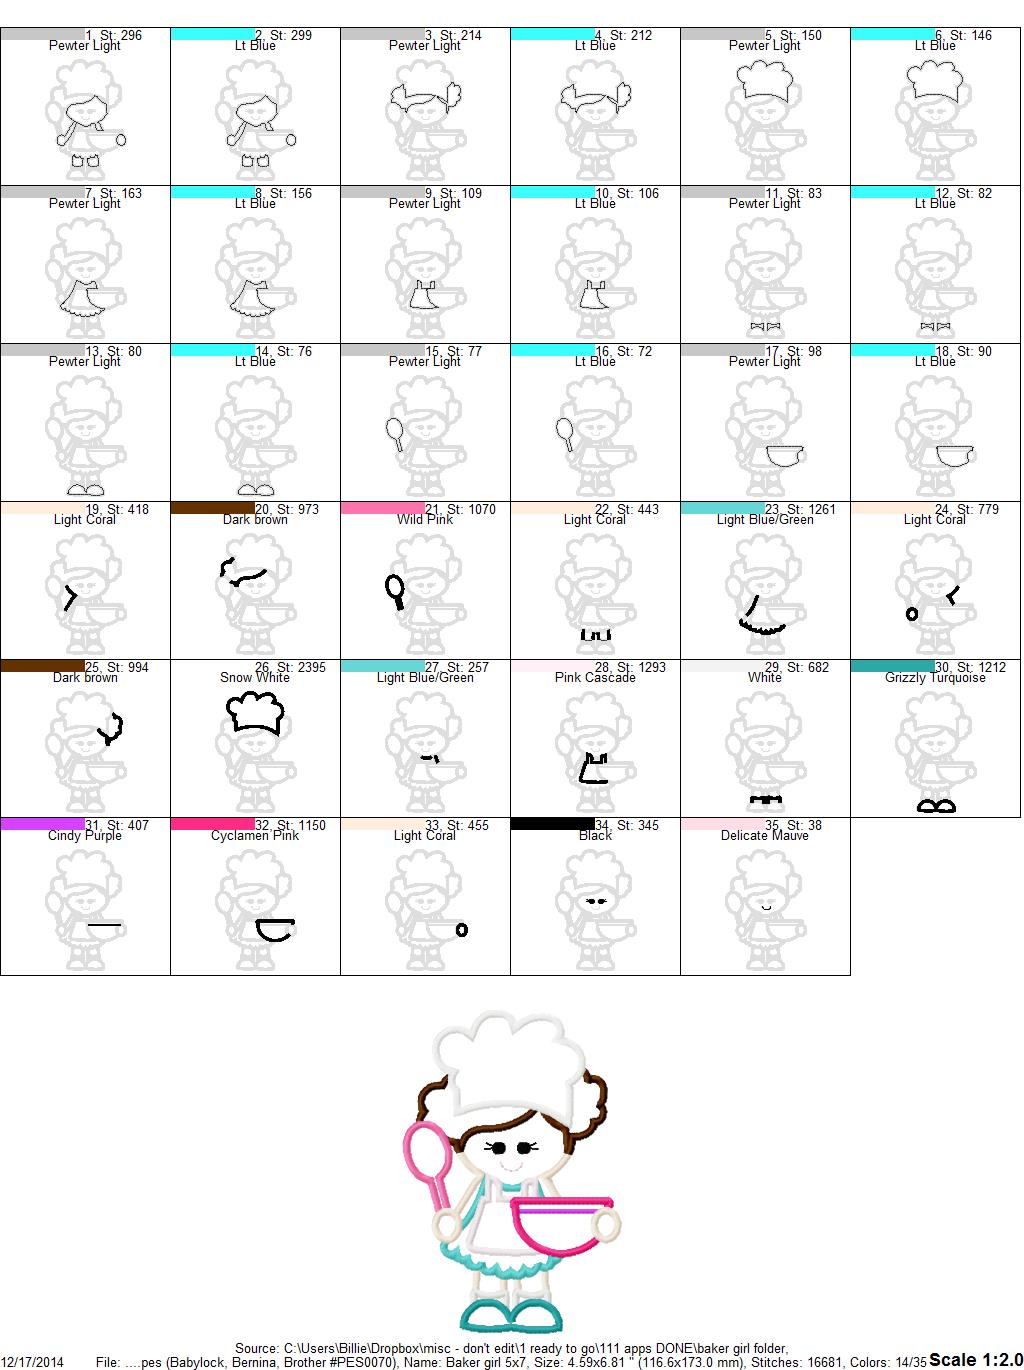 1, St: 296 2, St: 299 3, St: 214 4, St: 212 5, St: 150 6, St: 146
Pewter Light Lt Blue Pewter Light Lt Blue Pewter Light Lt Blue
7, St: 163 8, St: 156 9, St: 109 10, St: 106 11, St: 83 12, St: 82
Pewter Light Lt Blue Pewter Light Lt Blue Pewter Light Lt Blue
13, St: 80 14, St: 76 15, St: 77 16, St: 72 17, St: 98 18, St: 90
Pewter Light Lt Blue Pewter Light Lt Blue Pewter Light Lt Blue
19, St: 418 20, St: 973 21, St: 1070 22, St: 443 23, St: 1261 24, St: 779
Light Coral Dark brown Wild Pink Light Coral Light Blue/Green Light Coral
25, St: 994 26, St: 2395 27, St: 257 28, St: 1293 29, St: 682 30, St: 1212
Dark brown Snow White Light Blue/Green Pink Cascade White Grizzly Turquoise
31, St: 407 32, St: 1150 33, St: 455 34, St: 345 35, St: 38
Cindy Purple Cyclamen Pink Light Coral Black Delicate Mauve
Source: C:\Users\Billie\Dropbox\misc - don't edit\1 ready to go\111 apps DONE\baker girl folder,
12/17/2014 File: ....pes (Babylock, Bernina, Brother #PES0070), Name: Baker girl 5x7, Size: 4.59x6.81 " (116.6x173.0 mm), Stitches: 16681, Colors: 14/35 Scale 1:2.0